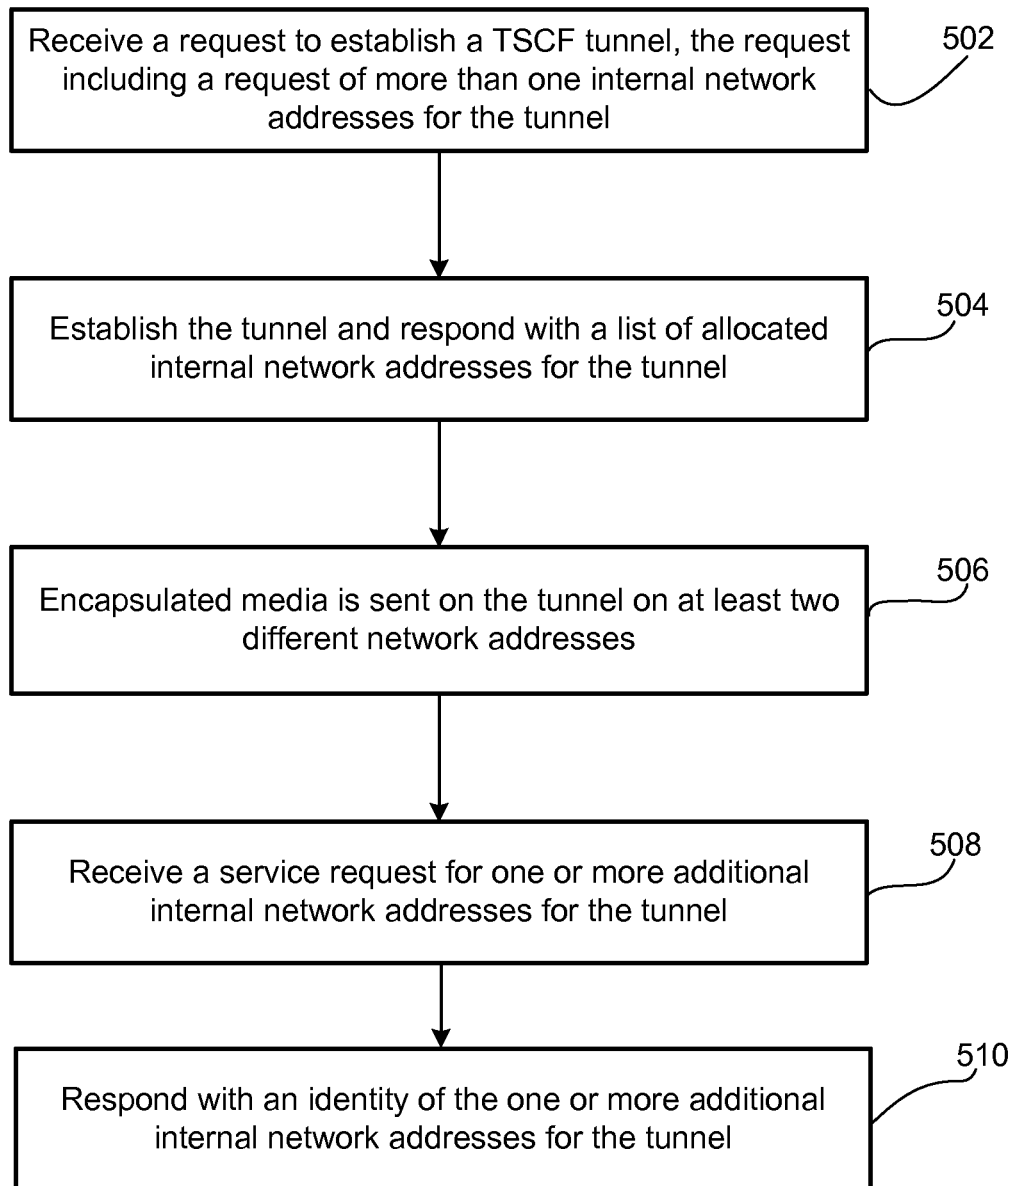 Receive a request to establish a TSCF tunnel, the request
including a request of more than one internal network
addresses for the tunnel
502
Establish the tunnel and respond with a list of allocated
internal network addresses for the tunnel
504
Encapsulated media is sent on the tunnel on at least two
different network addresses
506
Receive a service request for one or more additional
internal network addresses for the tunnel
508
Respond with an identity of the one or more additional
internal network addresses for the tunnel
510